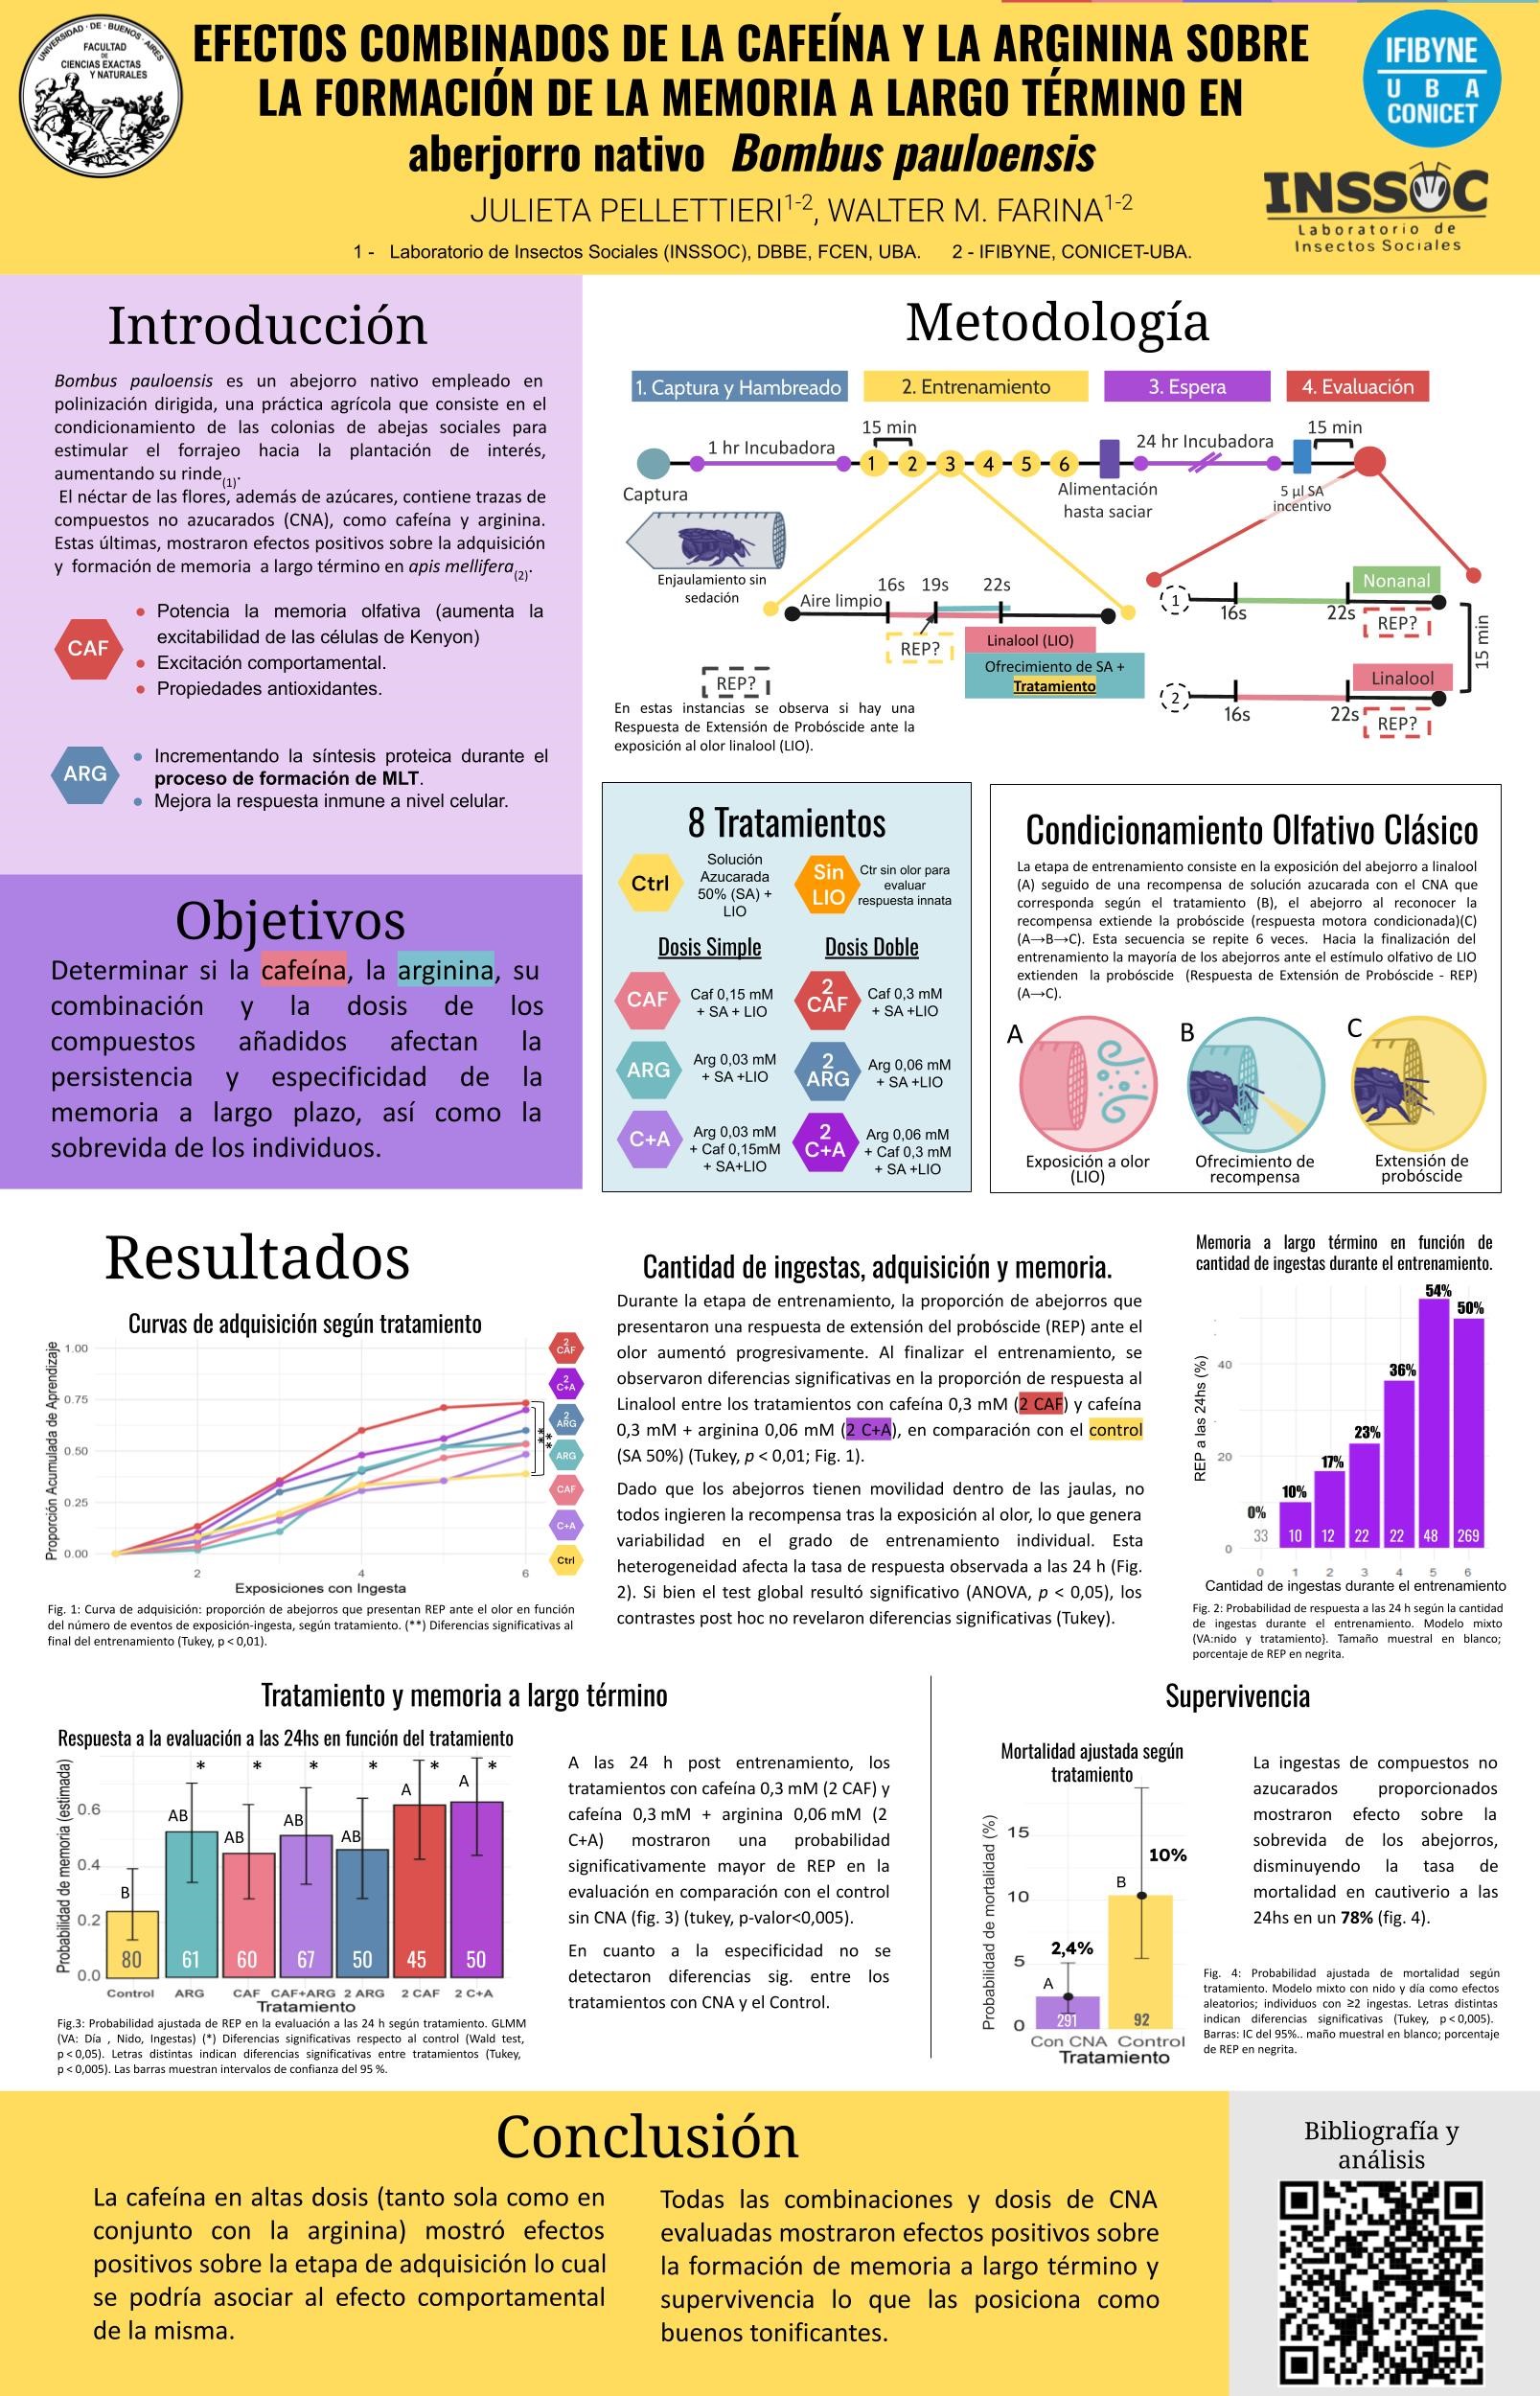 UNIVERSIDAD · DE · BUENOS · AIRES
FACULTAD
DE
CIENCIAS EXACTAS
Y NATURALES
EFECTOS COMBINADOS DE LA CAFEÍNA Y LA ARGININA SOBRE
LA FORMACIÓN DE LA MEMORIA A LARGO TÉRMINO EN
aberjorro nativo Bombus pauloensis
JULIETA PELLETTIERI1-2, WALTER M. FARINA1-2
1 - Laboratorio de Insectos Sociales (INSSOC), DBBE, FCEN, UBA. 2 - IFIBYNE, CONICET-UBA.
IFIBYNE
U B A
CONICET
INSSOC
Laboratorio de
Insectos Sociales
Introducción
Bombus pauloensis es un abejorro nativo empleado en
polinización dirigida, una práctica agrícola que consiste en el
condicionamiento de las colonias de abejas sociales para
estimular el forrajeo hacia la plantación de interés,
aumentando su rinde(1).
El néctar de las flores, además de azúcares, contiene trazas de
compuestos no azucarados (CNA), como cafeína y arginina.
Estas últimas, mostraron efectos positivos sobre la adquisición
y formación de memoria a largo término en apis mellifera(2).
CAF
● Potencia la memoria olfativa (aumenta la
excitabilidad de las células de Kenyon)
● Excitación comportamental.
● Propiedades antioxidantes.
ARG
● Incrementando la síntesis proteica durante el
proceso de formación de MLT.
● Mejora la respuesta inmune a nivel celular.
Objetivos
Determinar si la cafeína, la arginina, su
combinación y la dosis de los
compuestos añadidos afectan la
persistencia y especificidad de la
memoria a largo plazo, así como la
sobrevida de los individuos.
Metodología
1. Captura y Hambreado
2. Entrenamiento
3. Espera
4. Evaluación
15 min
15 min
1 hr Incubadora
24 hr Incubadora
1 2 3 4 5 6
Captura
Alimentación
hasta saciar
5 µl SA
incentivo
Enjaulamiento sin
sedación
16s 19s 22s
Aire limpio
REP?
Linalool (LIO)
Ofrecimiento de SA +
Tratamiento
Nonanal
1
16s 22s
REP?
15 min
Linalool
2
16s 22s
REP?
REP?
En estas instancias se observa si hay una
Respuesta de Extensión de Probóscide ante la
exposición al olor linalool (LIO).
8 Tratamientos
Ctrl
Solución
Azucarada
50% (SA) +
LIO
Sin
LIO
Ctr sin olor para
evaluar
respuesta innata
Dosis Simple
Dosis Doble
CAF
Caf 0,15 mM
+ SA + LIO
2
CAF
Caf 0,3 mM
+ SA +LIO
ARG
Arg 0,03 mM
+ SA +LIO
2
ARG
Arg 0,06 mM
+ SA +LIO
C+A
Arg 0,03 mM
+ Caf 0,15mM
+ SA+LIO
2
C+A
Arg 0,06 mM
+ Caf 0,3 mM
+ SA +LIO
Condicionamiento Olfativo Clásico
La etapa de entrenamiento consiste en la exposición del abejorro a linalool
(A) seguido de una recompensa de solución azucarada con el CNA que
corresponda según el tratamiento (B), el abejorro al reconocer la
recompensa extiende la probóscide (respuesta motora condicionada)(C)
(A→B→C). Esta secuencia se repite 6 veces. Hacia la finalización del
entrenamiento la mayoría de los abejorros ante el estímulo olfativo de LIO
extienden la probóscide (Respuesta de Extensión de Probóscide - REP)
(A→C).
A
B
C
Exposición a olor
(LIO)
Ofrecimiento de
recompensa
Extensión de
probóscide
Resultados
Curvas de adquisición según tratamiento
Proporción Acumulada de Aprendizaje
1.00
0.75
0.50
0.25
0.00
2 4 6
Exposiciones con Ingesta
**
**
2
CAF
2
C+A
2
ARG
ARG
CAF
C+A
Ctrl
Fig. 1: Curva de adquisición: proporción de abejorros que presentan REP ante el olor en función
del número de eventos de exposición-ingesta, según tratamiento. (**) Diferencias significativas al
final del entrenamiento (Tukey, p < 0,01).
Cantidad de ingestas, adquisición y memoria.
Durante la etapa de entrenamiento, la proporción de abejorros que
presentaron una respuesta de extensión del probóscide (REP) ante el
olor aumentó progresivamente. Al finalizar el entrenamiento, se
observaron diferencias significativas en la proporción de respuesta al
Linalool entre los tratamientos con cafeína 0,3 mM (2 CAF) y cafeína
0,3 mM + arginina 0,06 mM (2 C+A), en comparación con el control
(SA 50%) (Tukey, p < 0,01; Fig. 1).
Dado que los abejorros tienen movilidad dentro de las jaulas, no
todos ingieren la recompensa tras la exposición al olor, lo que genera
variabilidad en el grado de entrenamiento individual. Esta
heterogeneidad afecta la tasa de respuesta observada a las 24 h (Fig.
2). Si bien el test global resultó significativo (ANOVA, p < 0,05), los
contrastes post hoc no revelaron diferencias significativas (Tukey).
Memoria a largo término en función de
cantidad de ingestas durante el entrenamiento.
REP a las 24hs (%)
40
20
0
0% 10% 17% 23% 36% 54% 50%
33 10 12 22 22 48 269
0 1 2 3 4 5 6
Cantidad de ingestas durante el entrenamiento
Fig. 2: Probabilidad de respuesta a las 24 h según la cantidad
de ingestas durante el entrenamiento. Modelo mixto
(VA:nido y tratamiento). Tamaño muestral en blanco;
porcentaje de REP en negrita.
Tratamiento y memoria a largo término
Respuesta a la evaluación a las 24hs en función del tratamiento
Probabilidad de memoria (estimada)
0.6
0.4
0.2
0.0
* * * * * *
B AB AB AB AB A A
80 61 60 67 50 45 50
Control ARG CAF CAF+ARG 2 ARG 2 CAF 2 C+A
Tratamiento
Fig.3: Probabilidad ajustada de REP en la evaluación a las 24 h según tratamiento. GLMM
(VA: Día , Nido, Ingestas) (*) Diferencias significativas respecto al control (Wald test,
p < 0,05). Letras distintas indican diferencias significativas entre tratamientos (Tukey,
p < 0,005). Las barras muestran intervalos de confianza del 95 %.
A las 24 h post entrenamiento, los
tratamientos con cafeína 0,3 mM (2 CAF) y
cafeína 0,3 mM + arginina 0,06 mM (2
C+A) mostraron una probabilidad
significativamente mayor de REP en la
evaluación en comparación con el control
sin CNA (fig. 3) (tukey, p-valor<0,005).
En cuanto a la especificidad no se
detectaron diferencias sig. entre los
tratamientos con CNA y el Control.
Supervivencia
Mortalidad ajustada según
tratamiento
Probabilidad de mortalidad (%)
15
10
5
0
10%
B
2,4%
A
291 92
Con CNA Control
Tratamiento
La ingestas de compuestos no
azucarados proporcionados
mostraron efecto sobre la
sobrevida de los abejorros,
disminuyendo la tasa de
mortalidad en cautiverio a las
24hs en un 78% (fig. 4).
Fig. 4: Probabilidad ajustada de mortalidad según
tratamiento. Modelo mixto con nido y día como efectos
aleatorios; individuos con ≥2 ingestas. Letras distintas
indican diferencias significativas (Tukey, p < 0,005).
Barras: IC del 95%.. maño muestral en blanco; porcentaje
de REP en negrita.
Conclusión
La cafeína en altas dosis (tanto sola como en
conjunto con la arginina) mostró efectos
positivos sobre la etapa de adquisición lo cual
se podría asociar al efecto comportamental
de la misma.
Todas las combinaciones y dosis de CNA
evaluadas mostraron efectos positivos sobre
la formación de memoria a largo término y
supervivencia lo que las posiciona como
buenos tonificantes.
Bibliografía y
análisis